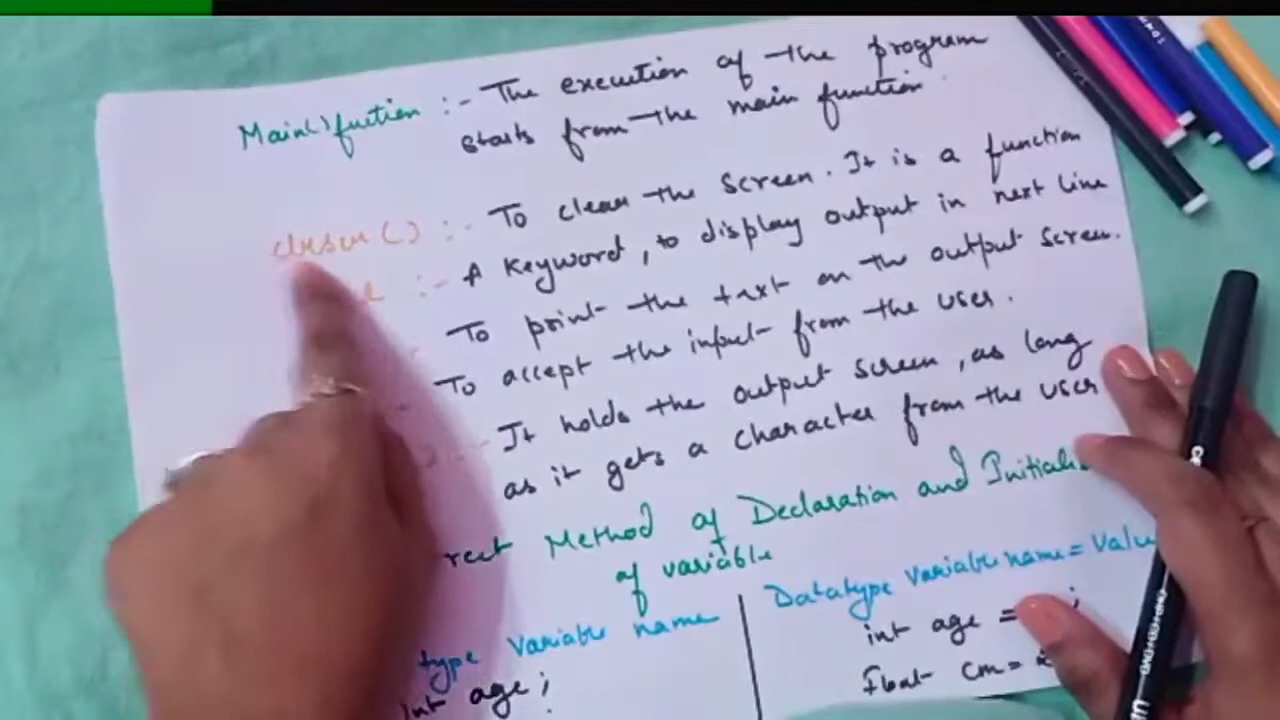 Main() fuction :- The execution of the program
starts from the main function.
clrscr() :- To clear the screen. It is a function
:- A Keyword, to display output in next line
To print the text on the output screen.
To accept the input from the user.
:- It holds the output screen, as long
as it gets a character from the user
rect Method of Declaration and Initiali
of variable
type Variable name
int age;
Datatype Variable name = Valu
int age = ;
float cm =